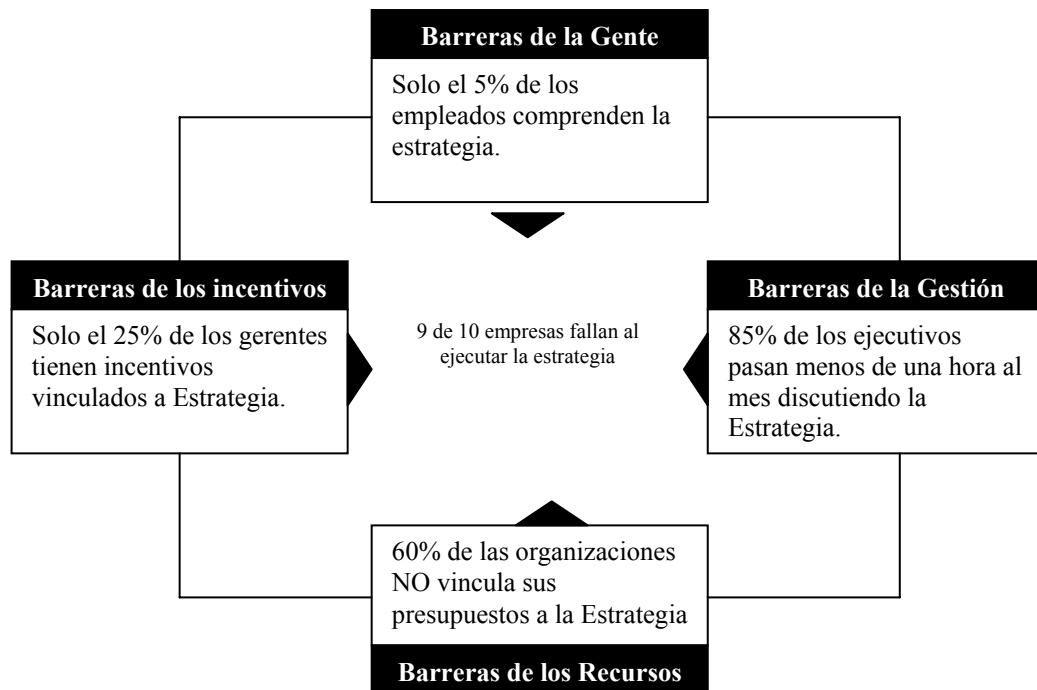 Barreras de la Gente
Solo el 5% de los
empleados comprenden la
estrategia.
Barreras de los incentivos
Solo el 25% de los gerentes
tienen incentivos
vinculados a Estrategia.
9 de 10 empresas fallan al
ejecutar la estrategia
Barreras de la Gestión
85% de los ejecutivos
pasan menos de una hora al
mes discutiendo la
Estrategia.
60% de las organizaciones
NO vincula sus
presupuestos a la Estrategia
Barreras de los Recursos